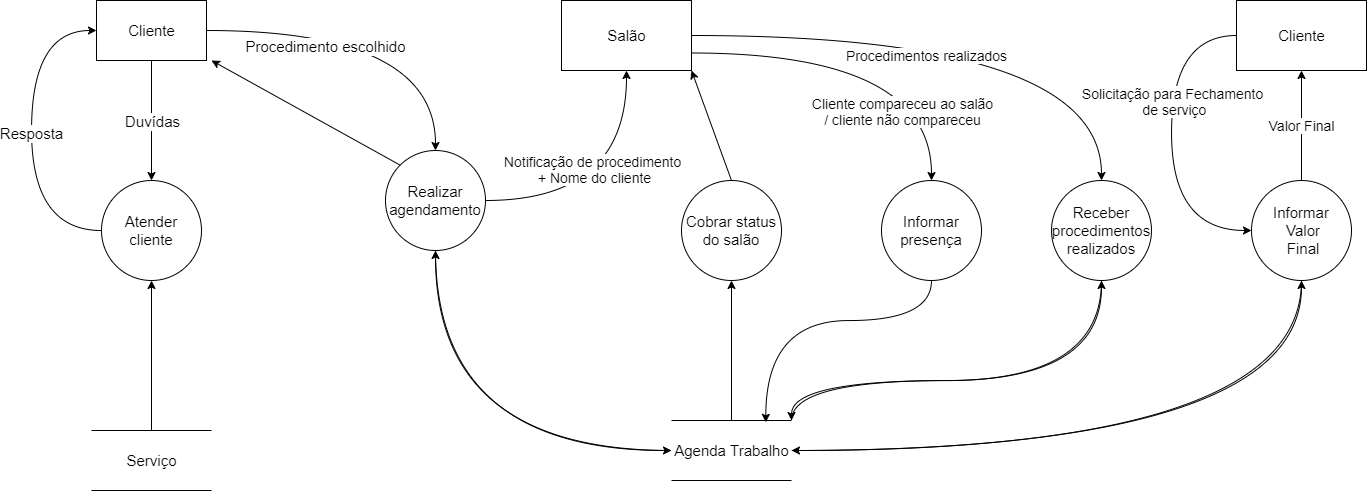 Cliente
Salão
Cliente
Procedimento escolhido
Procedimentos realizados
Solicitação para Fechamento
de serviço
Cliente compareceu ao salão
/ cliente não compareceu
Duvídas
Resposta
Valor Final
Notificação de procedimento
+ Nome do cliente
Realizar
agendamento
Atender
cliente
Cobrar status
do salão
Informar
presença
Receber
procedimentos
realizados
Informar
Valor
Final
Serviço
Agenda Trabalho